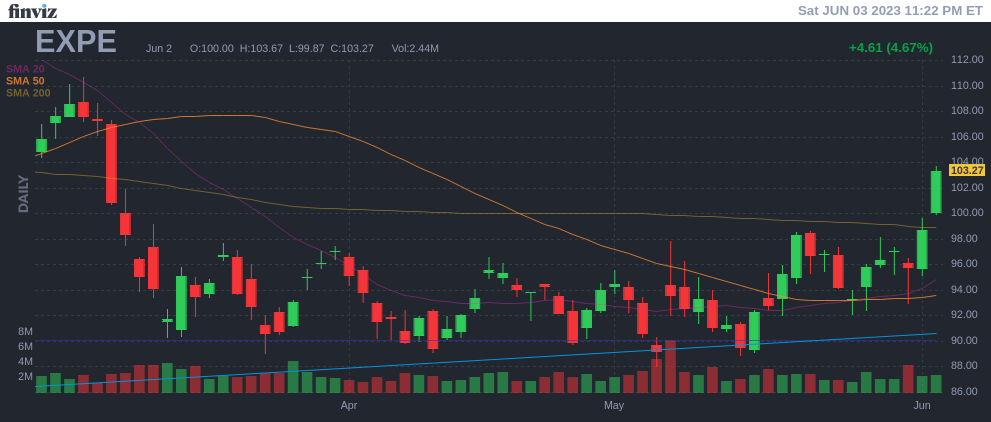 finviz
Sat JUN 03 2023 11:22 PM ET
EXPE
Jun 2 O:100.00 H:103.67 L:99.87 C:103.27 Vol:2.44M
+4.61 (4.67%)
SMA 20
SMA 50
SMA 200
DAILY
112.00
110.00
108.00
106.00
104.00
103.27
102.00
100.00
98.00
96.00
94.00
92.00
90.00
88.00
86.00
8M
6M
4M
2M
Apr
May
Jun